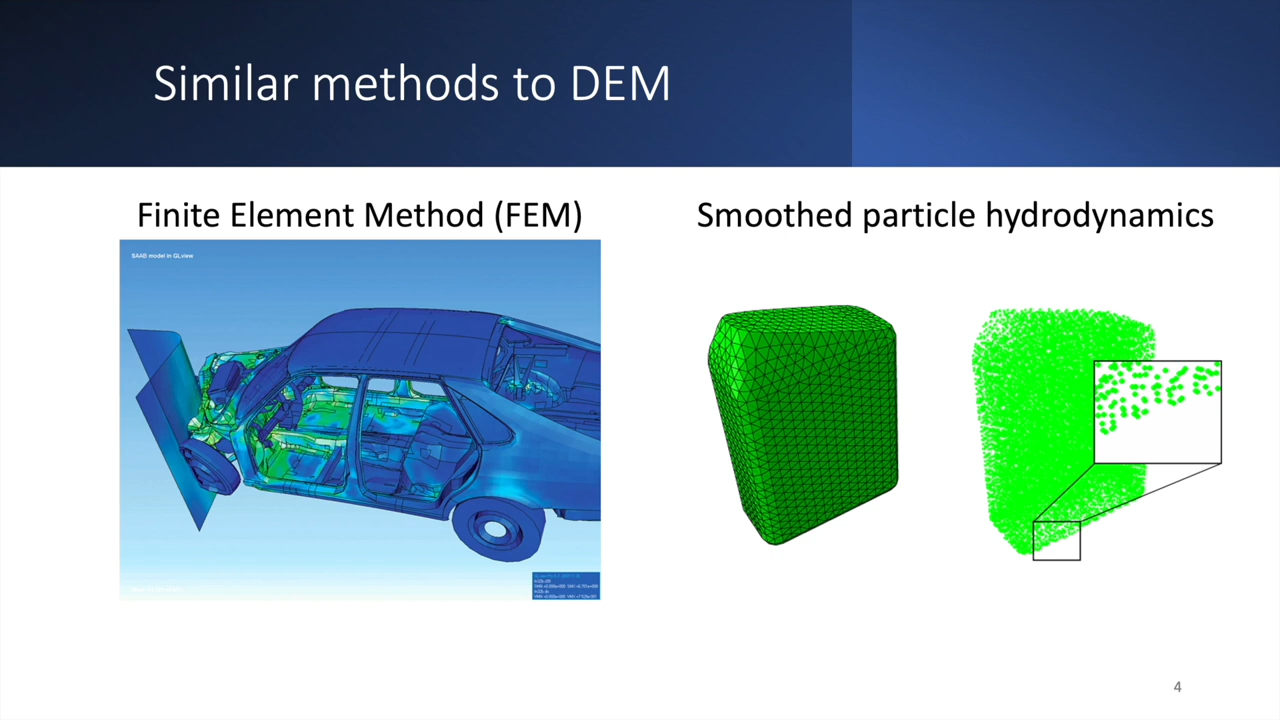 Similar methods to DEM
Finite Element Method (FEM)
Smoothed particle hydrodynamics
SAAB model in GLview
4